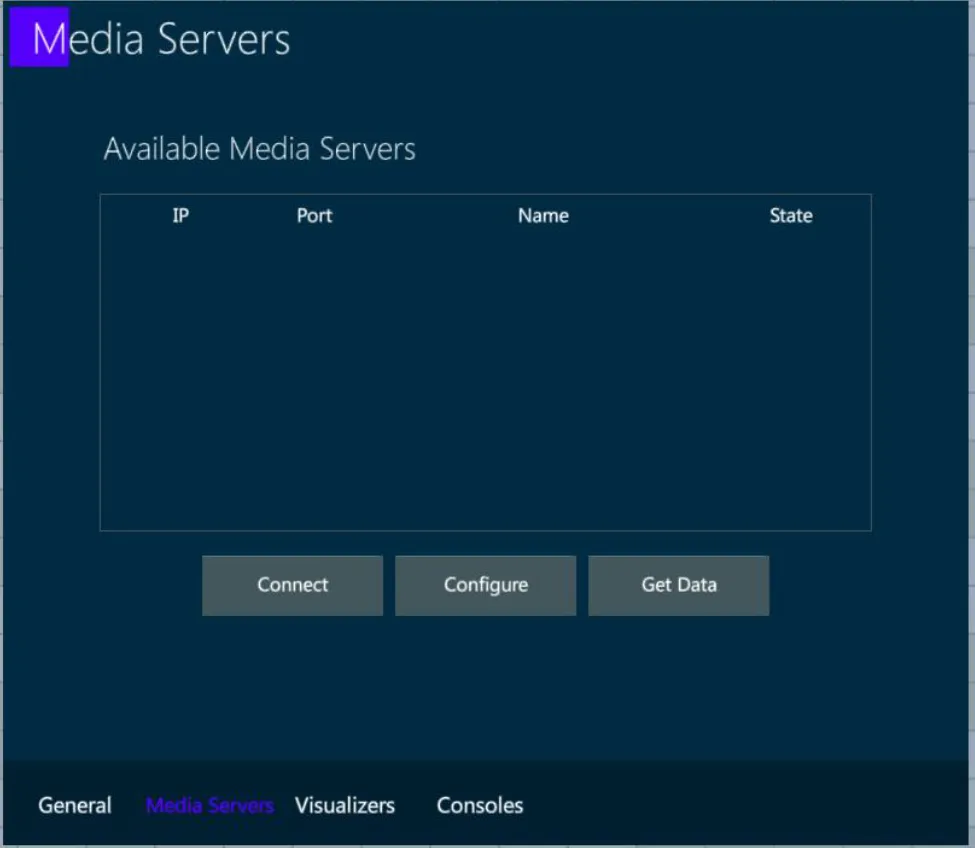 Media Servers
Available Media Servers
IP Port Name State
Connect Configure Get Data
General Media Servers Visualizers Consoles